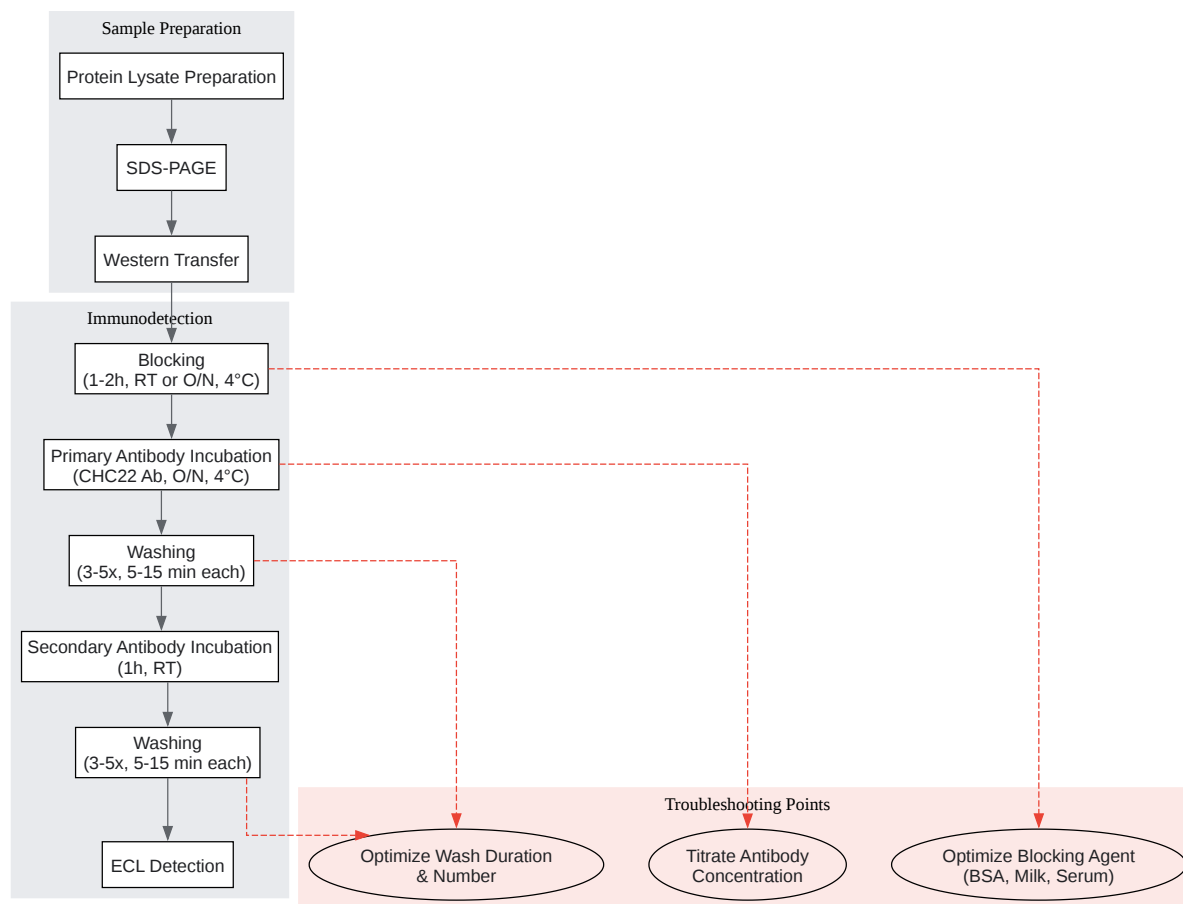 Sample Preparation
Protein Lysate Preparation
SDS-PAGE
Western Transfer
Immunodetection
Blocking
(1-2h, RT or O/N, 4°C)
Primary Antibody Incubation
(CHC22 Ab, O/N, 4°C)
Washing
(3-5x, 5-15 min each)
Secondary Antibody Incubation
(1h, RT)
Washing
(3-5x, 5-15 min each)
ECL Detection
Troubleshooting Points
Optimize Wash Duration
& Number
Titrate Antibody
Concentration
Optimize Blocking Agent
(BSA, Milk, Serum)